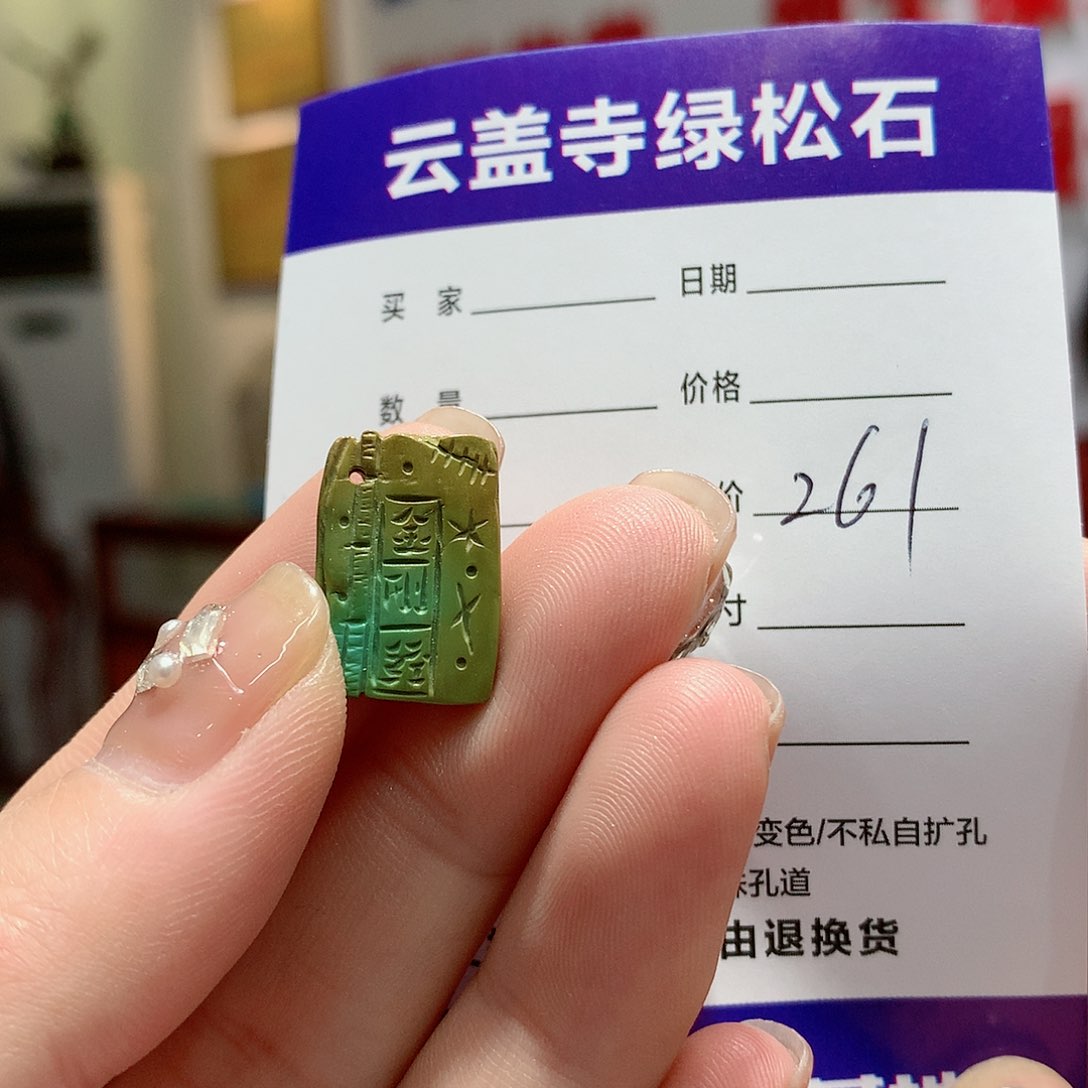 云盖寺绿松石
买 家
日期
数 量
价格
价 261
寸
变色/不私自扩孔
孔道
由退换货
金刚经